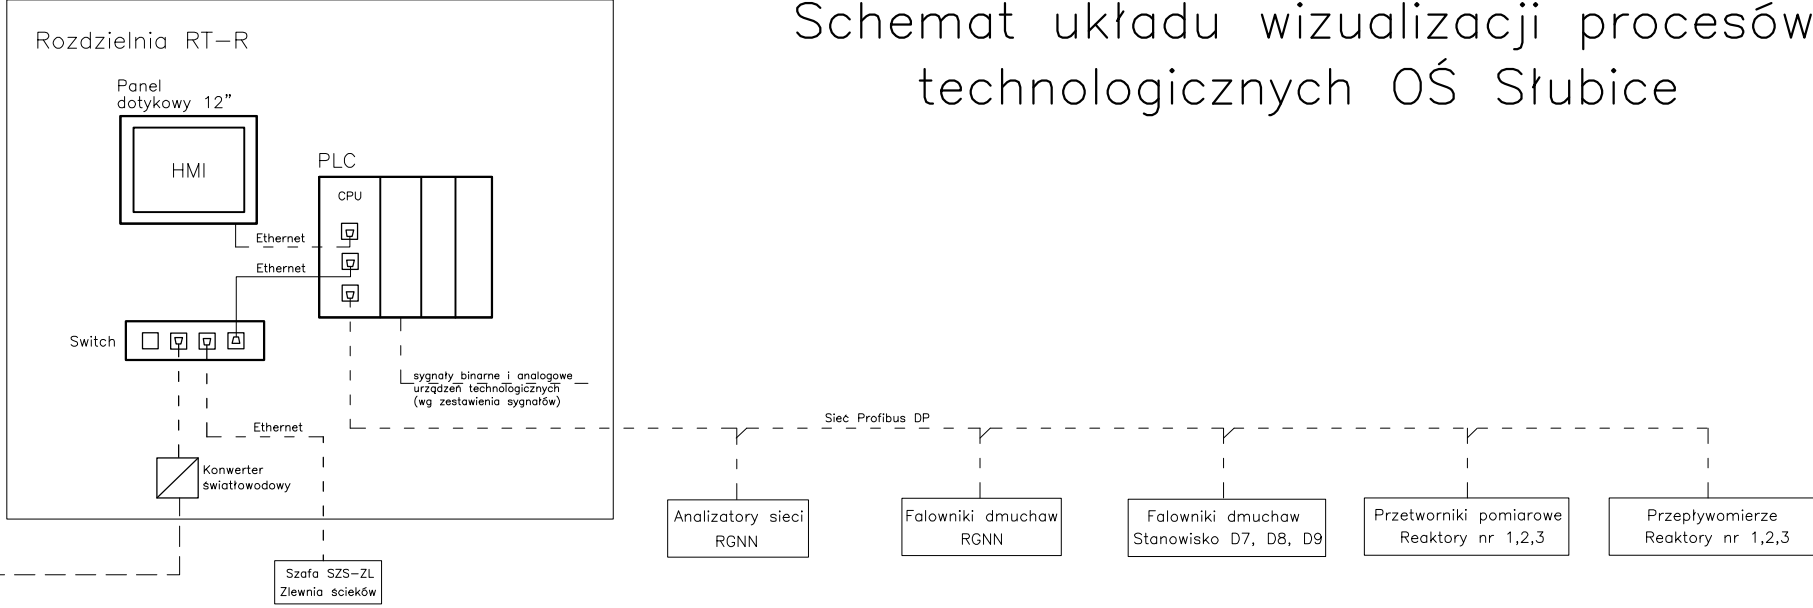 Schemat układu wizualizacji procesów
technologicznych OŚ Słubice
Rozdzielnia RT-R
Panel
dotykowy 12"
HMI
PLC
CPU
Ethernet
Ethernet
Switch
sygnały binarne i analogowe
urządzeń technologicznych
(wg zestawienia sygnałów)
Sieć Profibus DP
Ethernet
Konwerter
światłowodowy
Analizatory sieci
RGNN
Falowniki dmuchaw
RGNN
Falowniki dmuchaw
Stanowisko D7, D8, D9
Przetworniki pomiarowe
Reaktory nr 1,2,3
Przepływomierze
Reaktory nr 1,2,3
Szafa SZS-ZL
Zlewnia ścieków